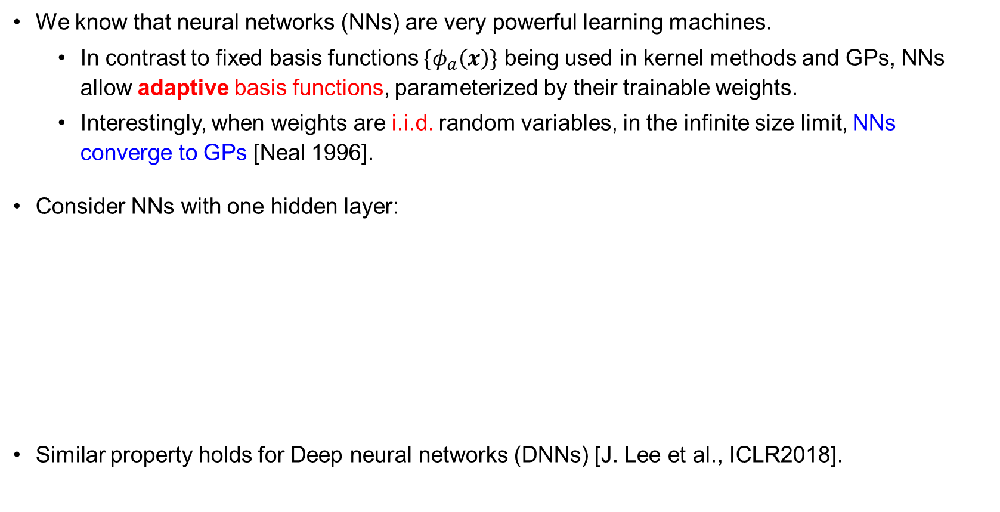 • We know that neural networks (NNs) are very powerful learning machines.
• In contrast to fixed basis functions {ϕₐ(𝒙)} being used in kernel methods and GPs, NNs
allow adaptive basis functions, parameterized by their trainable weights.
• Interestingly, when weights are i.i.d. random variables, in the infinite size limit, NNs
converge to GPs [Neal 1996].
• Consider NNs with one hidden layer:
• Similar property holds for Deep neural networks (DNNs) [J. Lee et al., ICLR2018].